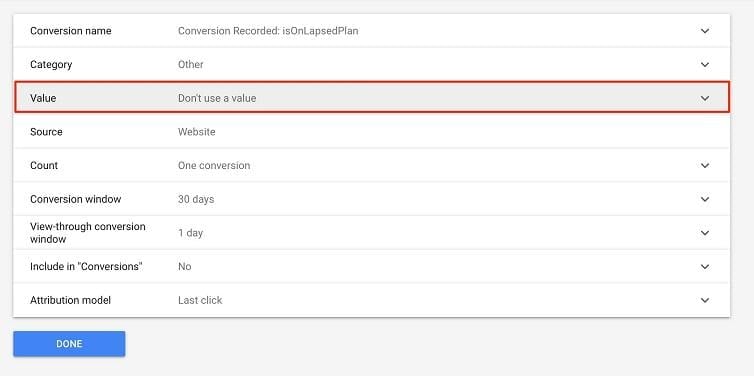 Conversion name Conversion Recorded: isOnLapsedPlan
Category Other
Value Don't use a value
Source Website
Count One conversion
Conversion window 30 days
View-through conversion
window 1 day
Include in "Conversions" No
Attribution model Last click
DONE